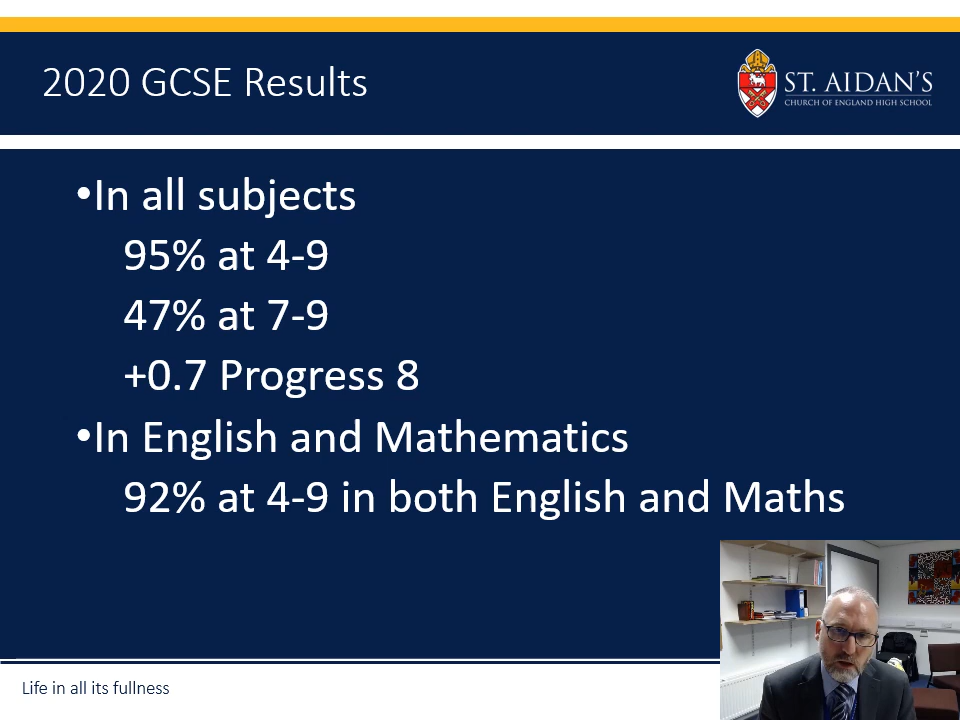 2020 GCSE Results
ST. AIDAN'S
CHURCH OF ENGLAND HIGH SCHOOL
•In all subjects
95% at 4-9
47% at 7-9
+0.7 Progress 8
•In English and Mathematics
92% at 4-9 in both English and Maths
Life in all its fullness